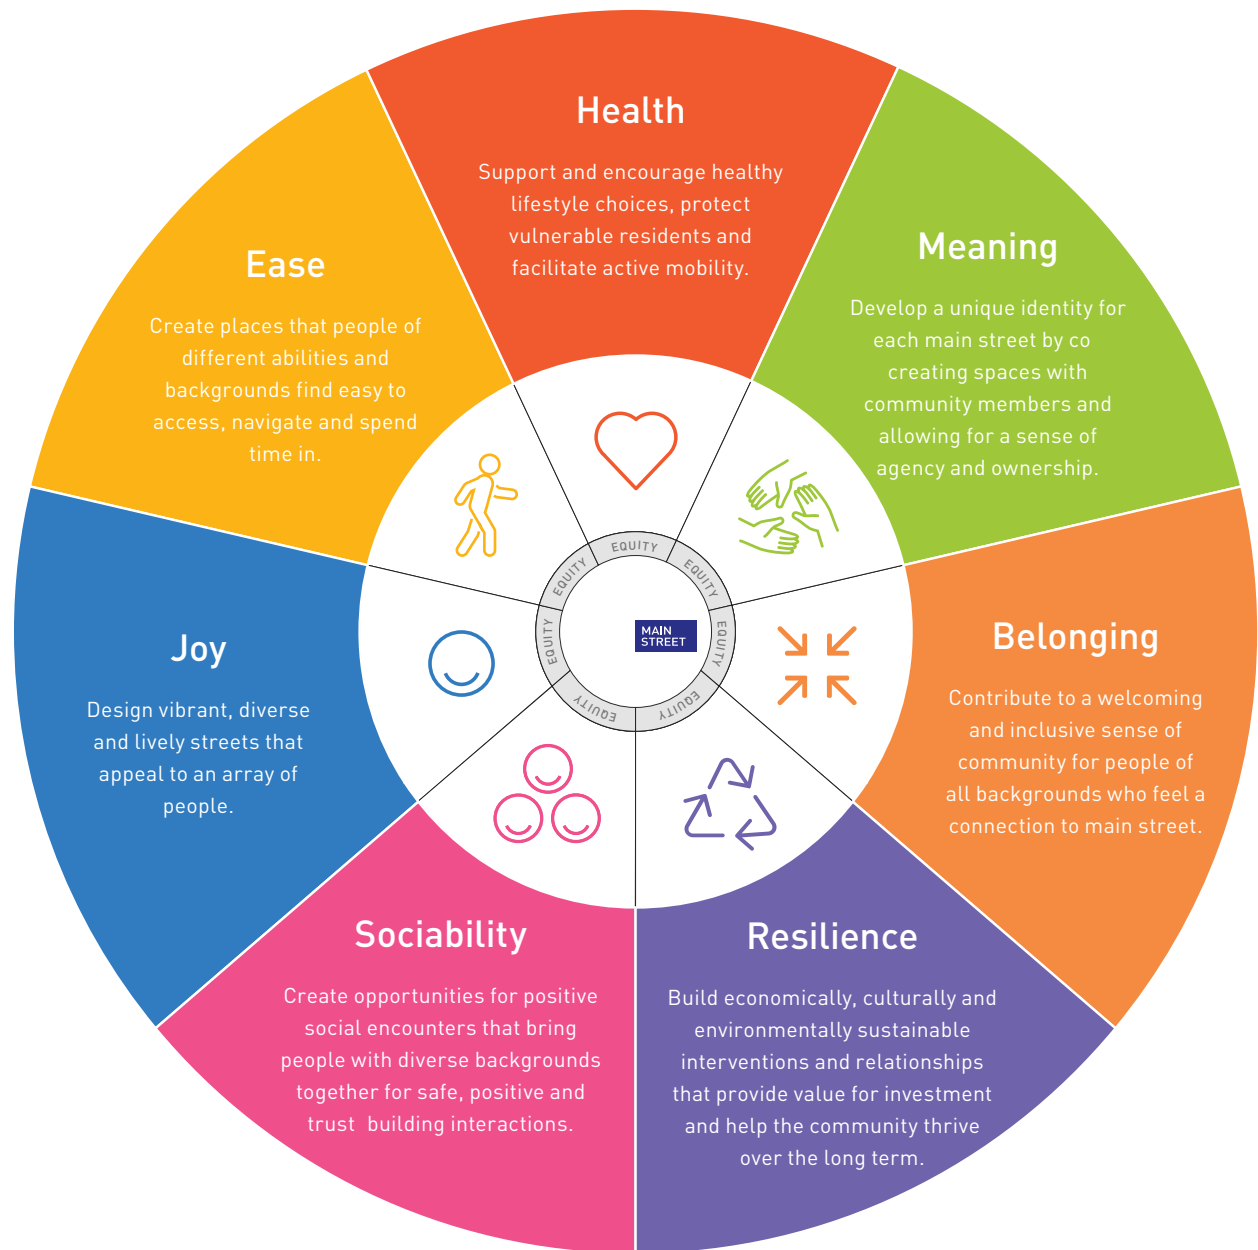 Health
Support and encourage healthy
lifestyle choices, protect
vulnerable residents and
facilitate active mobility.
Meaning
Develop a unique identity for
each main street by co
creating spaces with
community members and
allowing for a sense of
agency and ownership.
Belonging
Contribute to a welcoming
and inclusive sense of
community for people of
all backgrounds who feel a
connection to main street.
Resilience
Build economically, culturally and
environmentally sustainable
interventions and relationships
that provide value for investment
and help the community thrive
over the long term.
Sociability
Create opportunities for positive
social encounters that bring
people with diverse backgrounds
together for safe, positive and
trust building interactions.
Joy
Design vibrant, diverse
and lively streets that
appeal to an array of
people.
Ease
Create places that people of
different abilities and
backgrounds find easy to
access, navigate and spend
time in.
EQUITY
EQUITY
EQUITY
EQUITY
EQUITY
EQUITY
EQUITY
MAIN
STREET